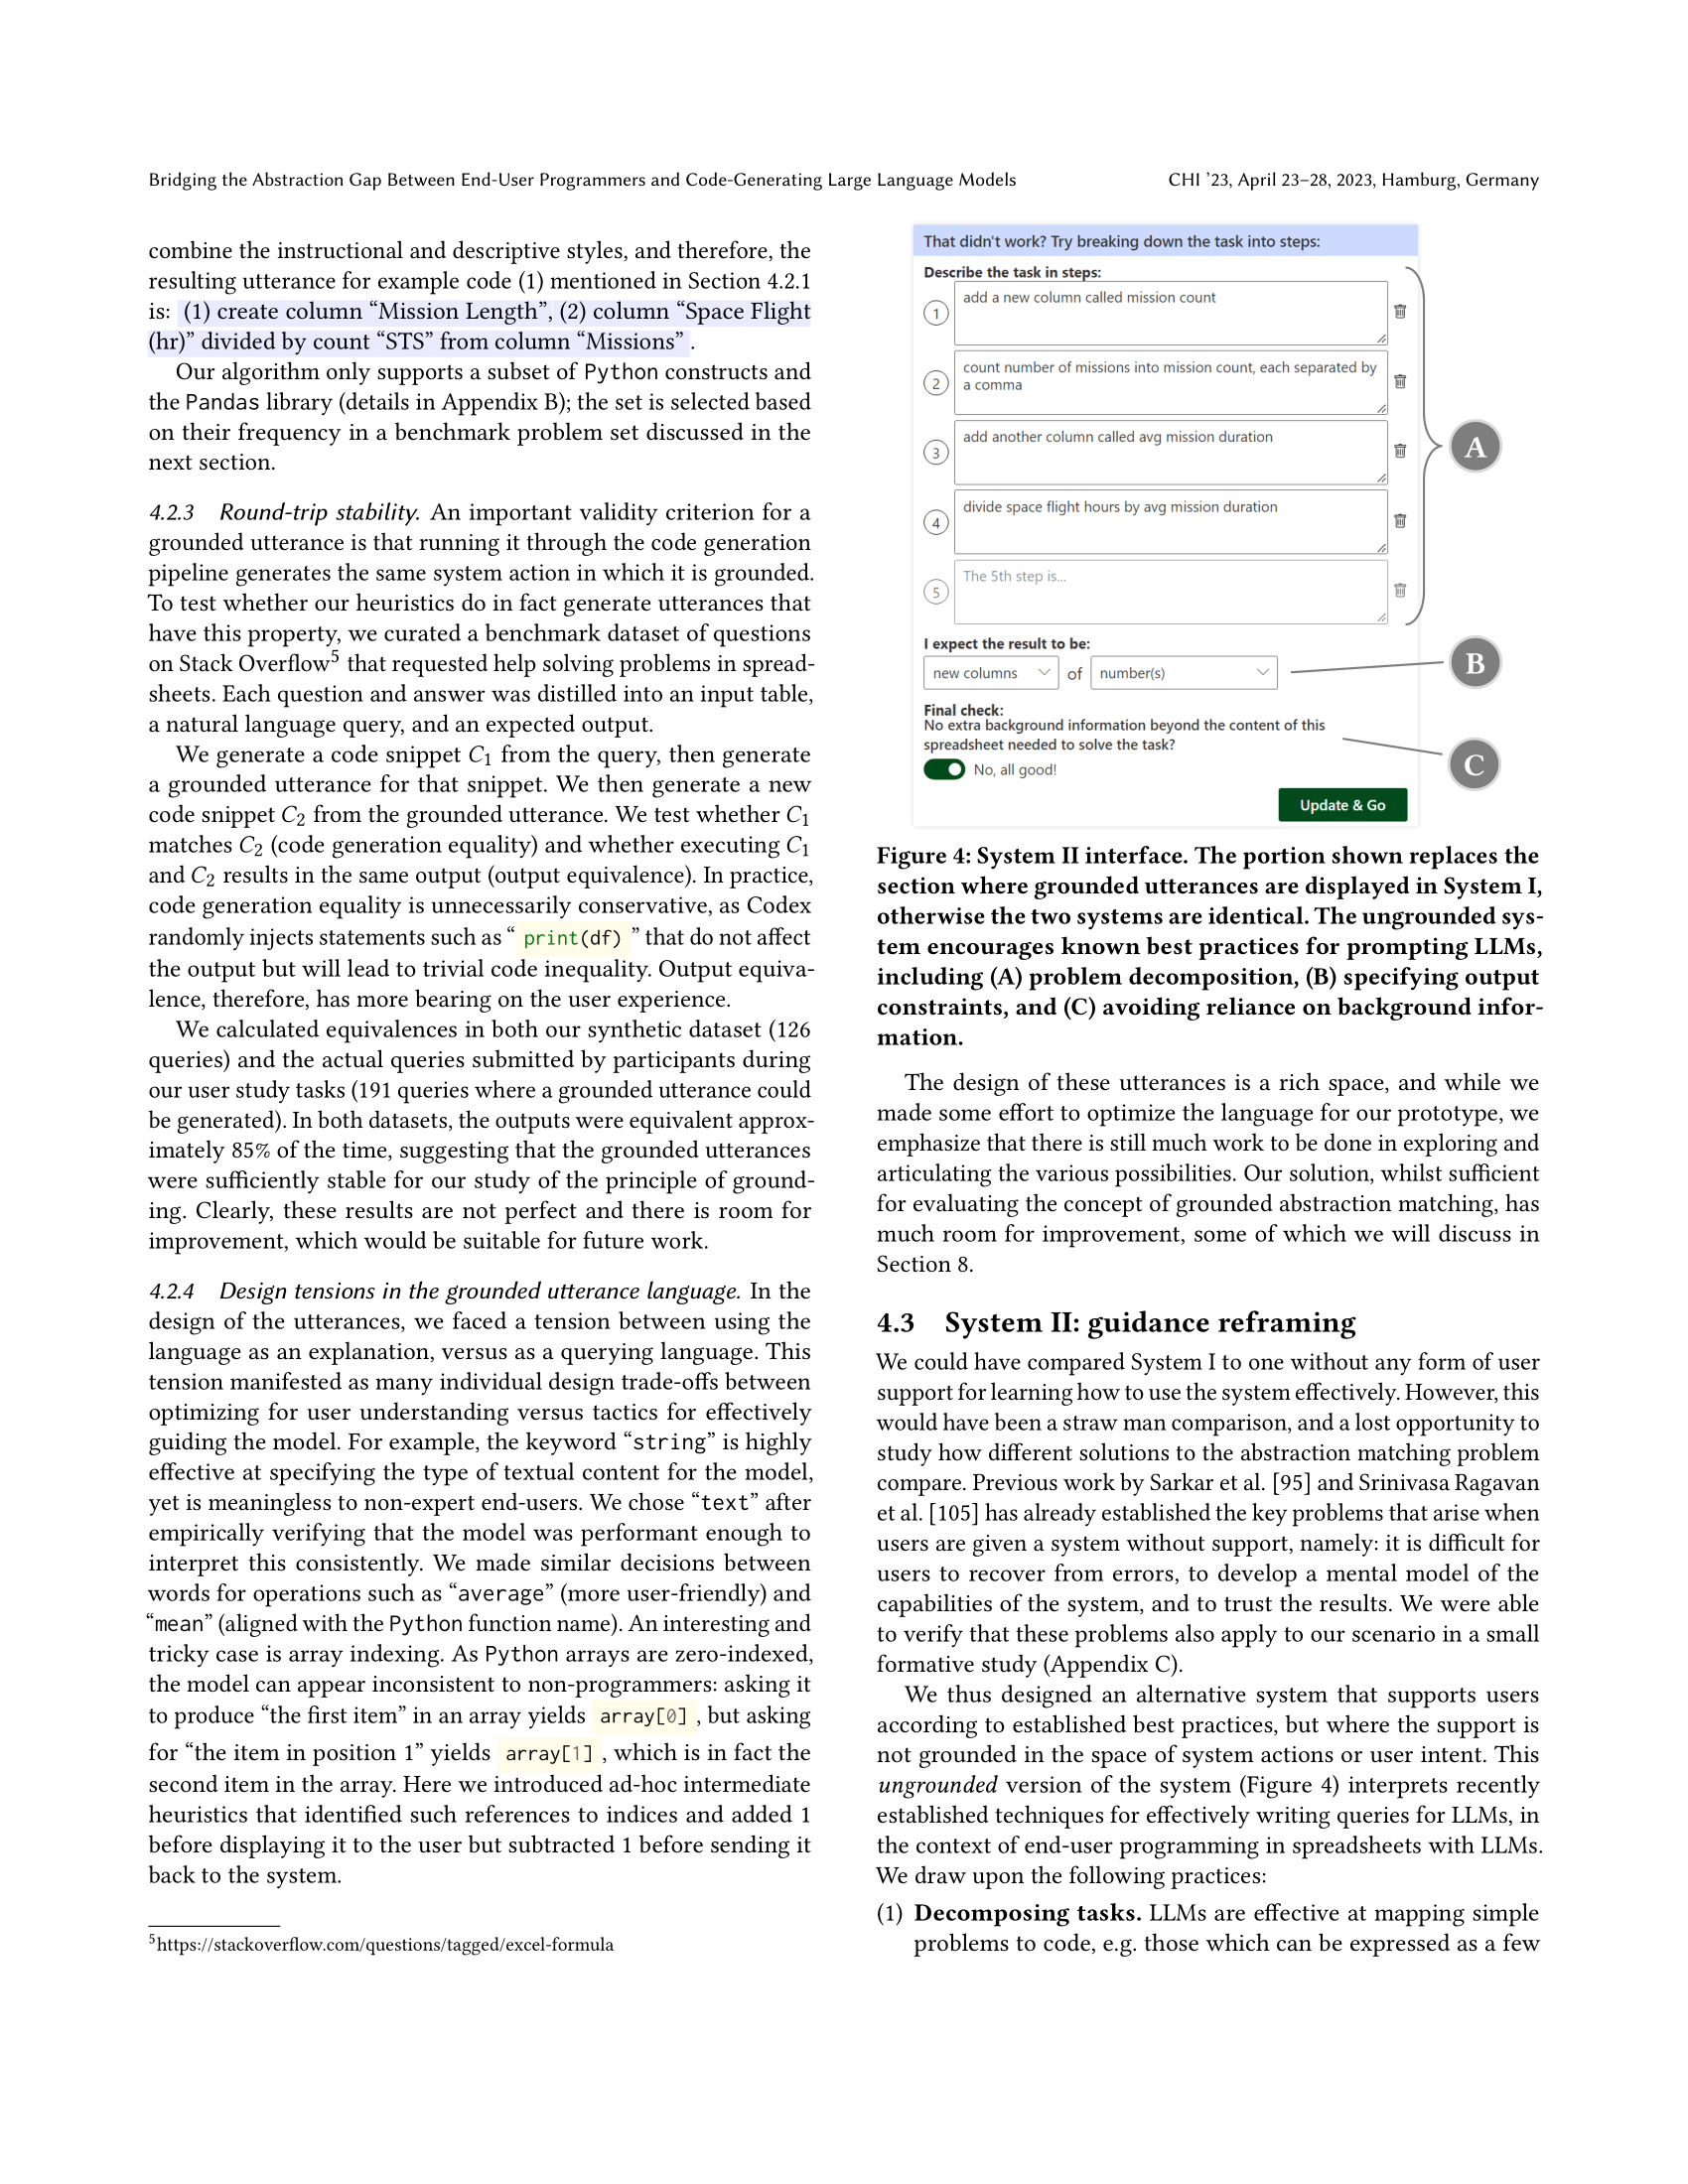 Bridging the Abstraction Gap Between End-User Programmers and Code-Generating Large Language Models
CHI ’23, April 23–28, 2023, Hamburg, Germany
combine the instructional and descriptive styles, and therefore, the
resulting utterance for example code (1) mentioned in Section 4.2.1
is: (1) create column “Mission Length”, (2) column “Space Flight
(hr)” divided by count “STS” from column “Missions” .
Our algorithm only supports a subset of Python constructs and
the Pandas library (details in Appendix B); the set is selected based
on their frequency in a benchmark problem set discussed in the
next section.
4.2.3 Round-trip stability. An important validity criterion for a
grounded utterance is that running it through the code generation
pipeline generates the same system action in which it is grounded.
To test whether our heuristics do in fact generate utterances that
have this property, we curated a benchmark dataset of questions
on Stack Overflow5 that requested help solving problems in spread-
sheets. Each question and answer was distilled into an input table,
a natural language query, and an expected output.
We generate a code snippet C1 from the query, then generate
a grounded utterance for that snippet. We then generate a new
code snippet C2 from the grounded utterance. We test whether C1
matches C2 (code generation equality) and whether executing C1
and C2 results in the same output (output equivalence). In practice,
code generation equality is unnecessarily conservative, as Codex
randomly injects statements such as “ print(df) ” that do not affect
the output but will lead to trivial code inequality. Output equiva-
lence, therefore, has more bearing on the user experience.
We calculated equivalences in both our synthetic dataset (126
queries) and the actual queries submitted by participants during
our user study tasks (191 queries where a grounded utterance could
be generated). In both datasets, the outputs were equivalent approx-
imately 85% of the time, suggesting that the grounded utterances
were sufficiently stable for our study of the principle of ground-
ing. Clearly, these results are not perfect and there is room for
improvement, which would be suitable for future work.
4.2.4 Design tensions in the grounded utterance language. In the
design of the utterances, we faced a tension between using the
language as an explanation, versus as a querying language. This
tension manifested as many individual design trade-offs between
optimizing for user understanding versus tactics for effectively
guiding the model. For example, the keyword “string” is highly
effective at specifying the type of textual content for the model,
yet is meaningless to non-expert end-users. We chose “text” after
empirically verifying that the model was performant enough to
interpret this consistently. We made similar decisions between
words for operations such as “average” (more user-friendly) and
“mean” (aligned with the Python function name). An interesting and
tricky case is array indexing. As Python arrays are zero-indexed,
the model can appear inconsistent to non-programmers: asking it
to produce “the first item” in an array yields array[0] , but asking
for “the item in position 1” yields array[1] , which is in fact the
second item in the array. Here we introduced ad-hoc intermediate
heuristics that identified such references to indices and added 1
before displaying it to the user but subtracted 1 before sending it
back to the system.
5https://stackoverflow.com/questions/tagged/excel-formula
That didn't work? Try breaking down the task into steps:
Describe the task in steps:
1 add a new column called mission count
2 count number of missions into mission count, each separated by
a comma
3 add another column called avg mission duration
4 divide space flight hours by avg mission duration
5 The 5th step is...
A
I expect the result to be:
new columns of number(s)
B
Final check:
No extra background information beyond the content of this
spreadsheet needed to solve the task?
No, all good!
C
Update & Go
Figure 4: System II interface. The portion shown replaces the
section where grounded utterances are displayed in System I,
otherwise the two systems are identical. The ungrounded sys-
tem encourages known best practices for prompting LLMs,
including (A) problem decomposition, (B) specifying output
constraints, and (C) avoiding reliance on background infor-
mation.
The design of these utterances is a rich space, and while we
made some effort to optimize the language for our prototype, we
emphasize that there is still much work to be done in exploring and
articulating the various possibilities. Our solution, whilst sufficient
for evaluating the concept of grounded abstraction matching, has
much room for improvement, some of which we will discuss in
Section 8.
4.3 System II: guidance reframing
We could have compared System I to one without any form of user
support for learning how to use the system effectively. However, this
would have been a straw man comparison, and a lost opportunity to
study how different solutions to the abstraction matching problem
compare. Previous work by Sarkar et al. [95] and Srinivasa Ragavan
et al. [105] has already established the key problems that arise when
users are given a system without support, namely: it is difficult for
users to recover from errors, to develop a mental model of the
capabilities of the system, and to trust the results. We were able
to verify that these problems also apply to our scenario in a small
formative study (Appendix C).
We thus designed an alternative system that supports users
according to established best practices, but where the support is
not grounded in the space of system actions or user intent. This
ungrounded version of the system (Figure 4) interprets recently
established techniques for effectively writing queries for LLMs, in
the context of end-user programming in spreadsheets with LLMs.
We draw upon the following practices:
(1) Decomposing tasks. LLMs are effective at mapping simple
problems to code, e.g. those which can be expressed as a few